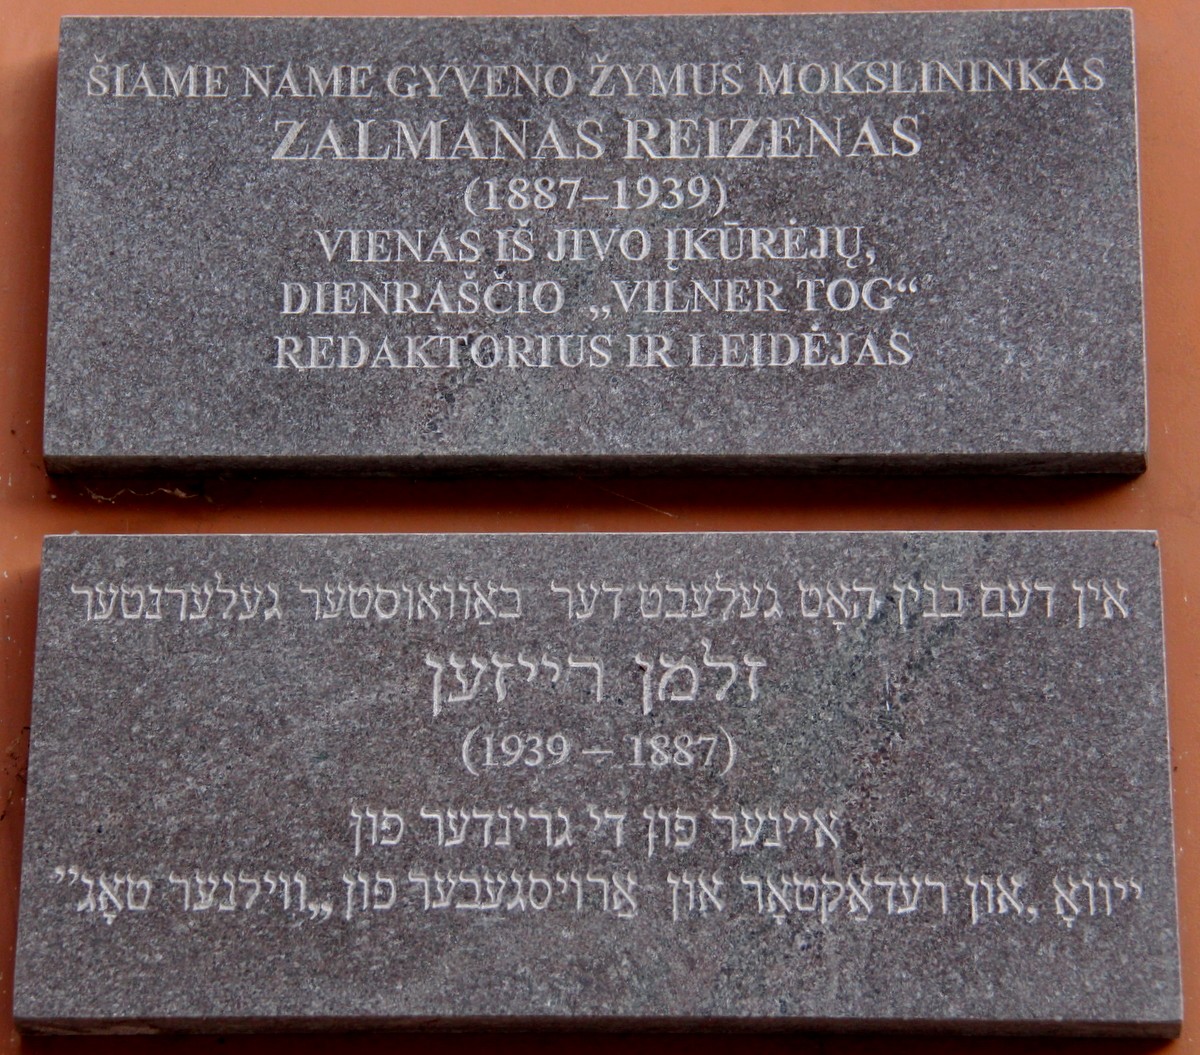 ŠIAME NAME GYVENO ŽYMUS MOKSLININKAS
ZALMANAS REIZENAS
(1887–1939)
VIENAS IŠ JIVO ĮKŪRĖJŲ,
DIENRAŠČIO „VILNER TOG“
REDAKTORIUS IR LEIDĖJAS
אין דעם בנין האָט געלעבט דער באַוואוסטער געלערנטער
זלמן רייזען
(1887 – 1939)
איינער פון די גרינדער פון
ייוואָ ,און רעדאַקטאָר און אַרויסגעבער פון „ווילנער טאָג”